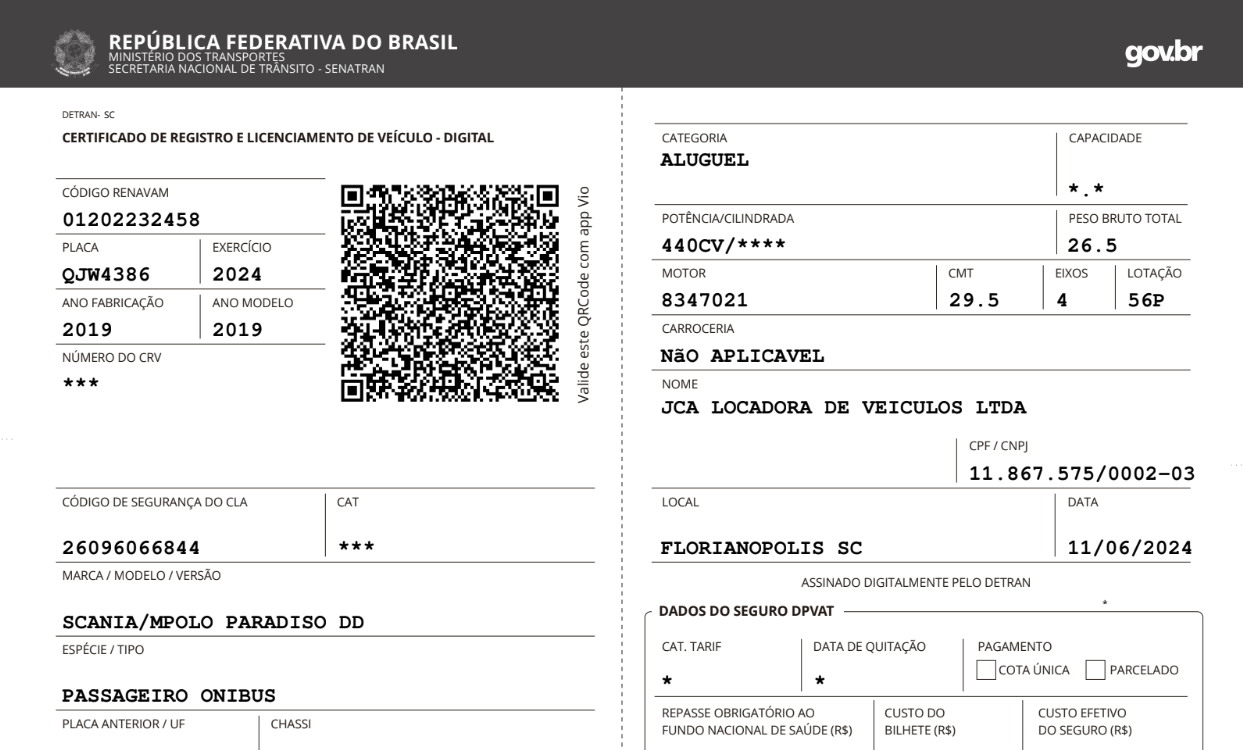 REPÚBLICA FEDERATIVA DO BRASIL
MINISTÉRIO DOS TRANSPORTES
SECRETARIA NACIONAL DE TRÂNSITO - SENATRAN
gov.br
DETRAN- SC
CERTIFICADO DE REGISTRO E LICENCIAMENTO DE VEÍCULO - DIGITAL
CÓDIGO RENAVAM
01202232458
PLACA EXERCÍCIO
QJW4386 2024
ANO FABRICAÇÃO ANO MODELO
2019 2019
NÚMERO DO CRV
***
Valide este QRCode com app Vio
CÓDIGO DE SEGURANÇA DO CLA CAT
26096066844 ***
MARCA / MODELO / VERSÃO
SCANIA/MPOLO PARADISO DD
ESPÉCIE / TIPO
PASSAGEIRO ONIBUS
PLACA ANTERIOR / UF CHASSI
CATEGORIA CAPACIDADE
ALUGUEL
*.*
POTÊNCIA/CILINDRADA PESO BRUTO TOTAL
440CV/**** 26.5
MOTOR CMT EIXOS LOTAÇÃO
8347021 29.5 4 56P
CARROCERIA
NãO APLICAVEL
NOME
JCA LOCADORA DE VEICULOS LTDA
CPF / CNPJ
11.867.575/0002-03
LOCAL DATA
FLORIANOPOLIS SC 11/06/2024
ASSINADO DIGITALMENTE PELO DETRAN
*
DADOS DO SEGURO DPVAT
CAT. TARIF DATA DE QUITAÇÃO PAGAMENTO
* * COTA ÚNICA PARCELADO
REPASSE OBRIGATÓRIO AO CUSTO DO CUSTO EFETIVO
FUNDO NACIONAL DE SAÚDE (R$) BILHETE (R$) DO SEGURO (R$)